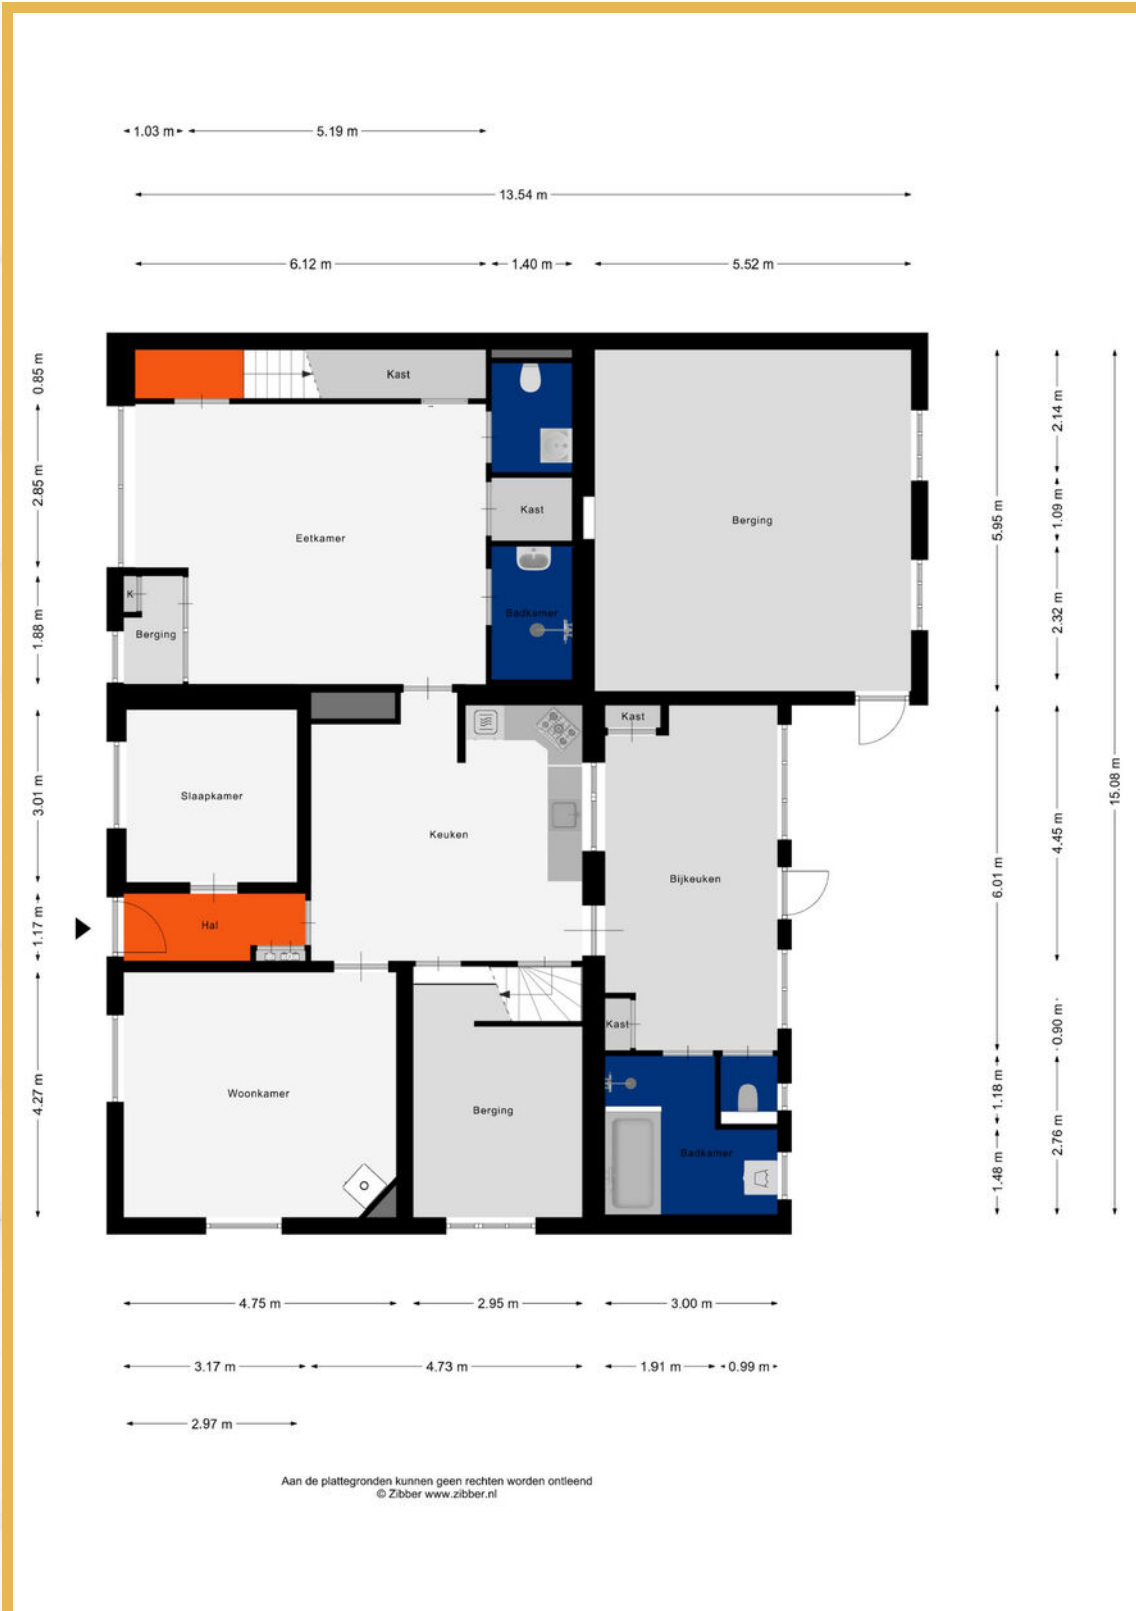 1.03 m
5.19 m
13.54 m
6.12 m
1.40 m
5.52 m
0.85 m
2.85 m
1.88 m
3.01 m
1.17 m
4.27 m
Kast
Eetkamer
Kast
Berging
K
Berging
Badkamer
Slaapkamer
Kast
Keuken
Bijkeuken
Hal
Kast
Woonkamer
Berging
Badkamer
5.95 m
6.01 m
1.18 m
1.48 m
2.14 m
1.09 m
2.32 m
4.45 m
0.90 m
2.76 m
15.08 m
4.75 m
2.95 m
3.00 m
3.17 m
4.73 m
1.91 m
0.99 m
2.97 m
Aan de plattegronden kunnen geen rechten worden ontleend
© Zibber www.zibber.nl